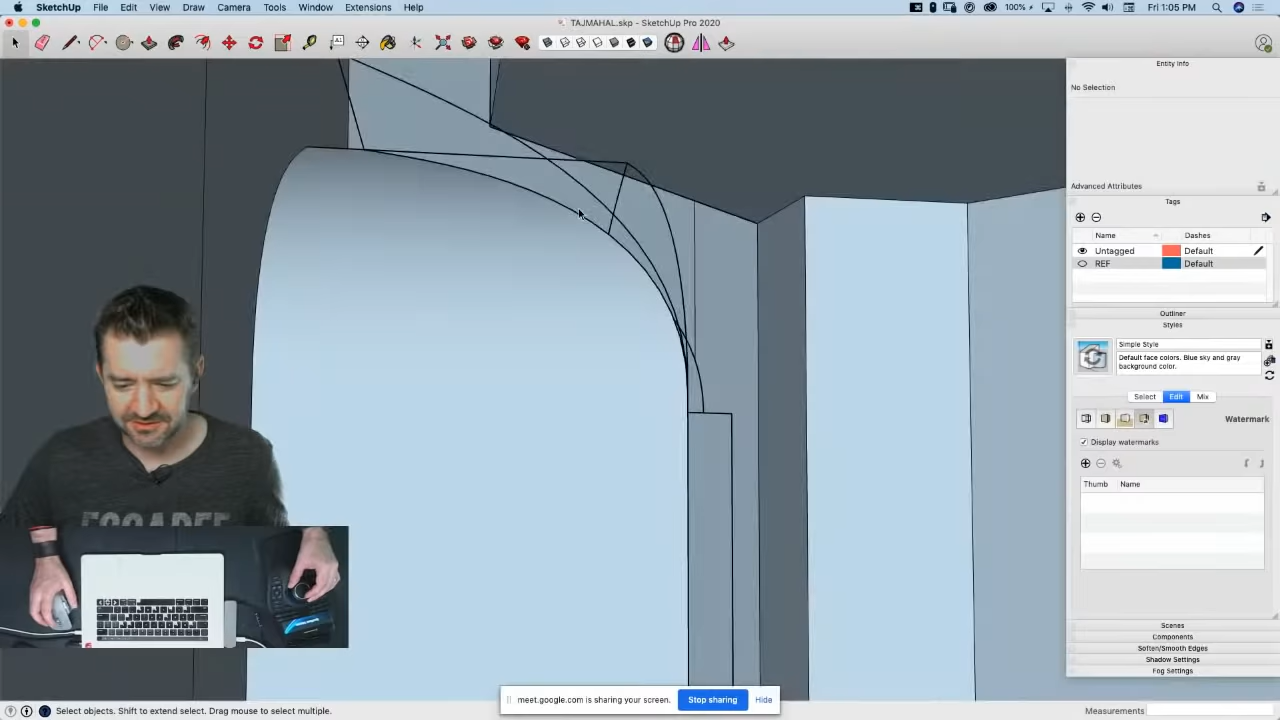 SketchUp File Edit View Draw Camera Tools Window Extensions Help 100% Fri 1:05 PM
TAJMAHAL.skp - SketchUp Pro 2020
Entity Info
No Selection
Advanced Attributes
Tags
Name Dashes
Untagged Default
REF Default
Outliner
Styles
Simple Style
Default face colors. Blue sky and gray
background color.
Select Edit Mix
Watermark
Display watermarks
Thumb Name
Scenes
Components
Soften/Smooth Edges
Shadow Settings
Fog Settings
meet.google.com is sharing your screen. Stop sharing Hide
Select objects. Shift to extend select. Drag mouse to select multiple. Measurements